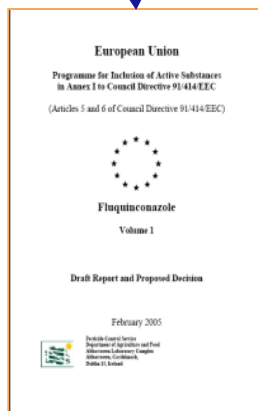 European Union
Programme for Inclusion of Active Substances
in Annex I to Council Directive 91/414/EEC
(Articles 5 and 6 of Council Directive 91/414/EEC)
Fluquinconazole
Volume 1
Draft Report and Proposed Decision
February 2005
Pesticide Control Service
Department of Agriculture and Food
Abbotstown Laboratory Complex
Abbotstown, Castleknock,
Dublin 15, Ireland